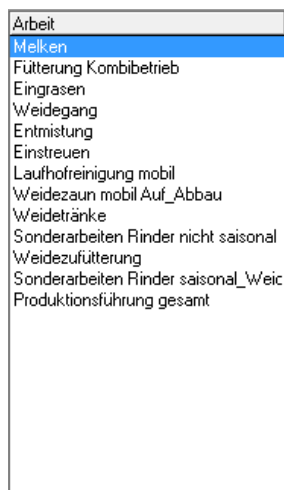 Arbeit
Melken
Fütterung Kombibetrieb
Eingrasen
Weidegang
Entmistung
Einstreuen
Laufhofreinigung mobil
Weidezaun mobil Auf_Abbau
Weidetränke
Sonderarbeiten Rinder nicht saisonal
Weidezufütterung
Sonderarbeiten Rinder saisonal_Weic
Produktionsführung gesamt